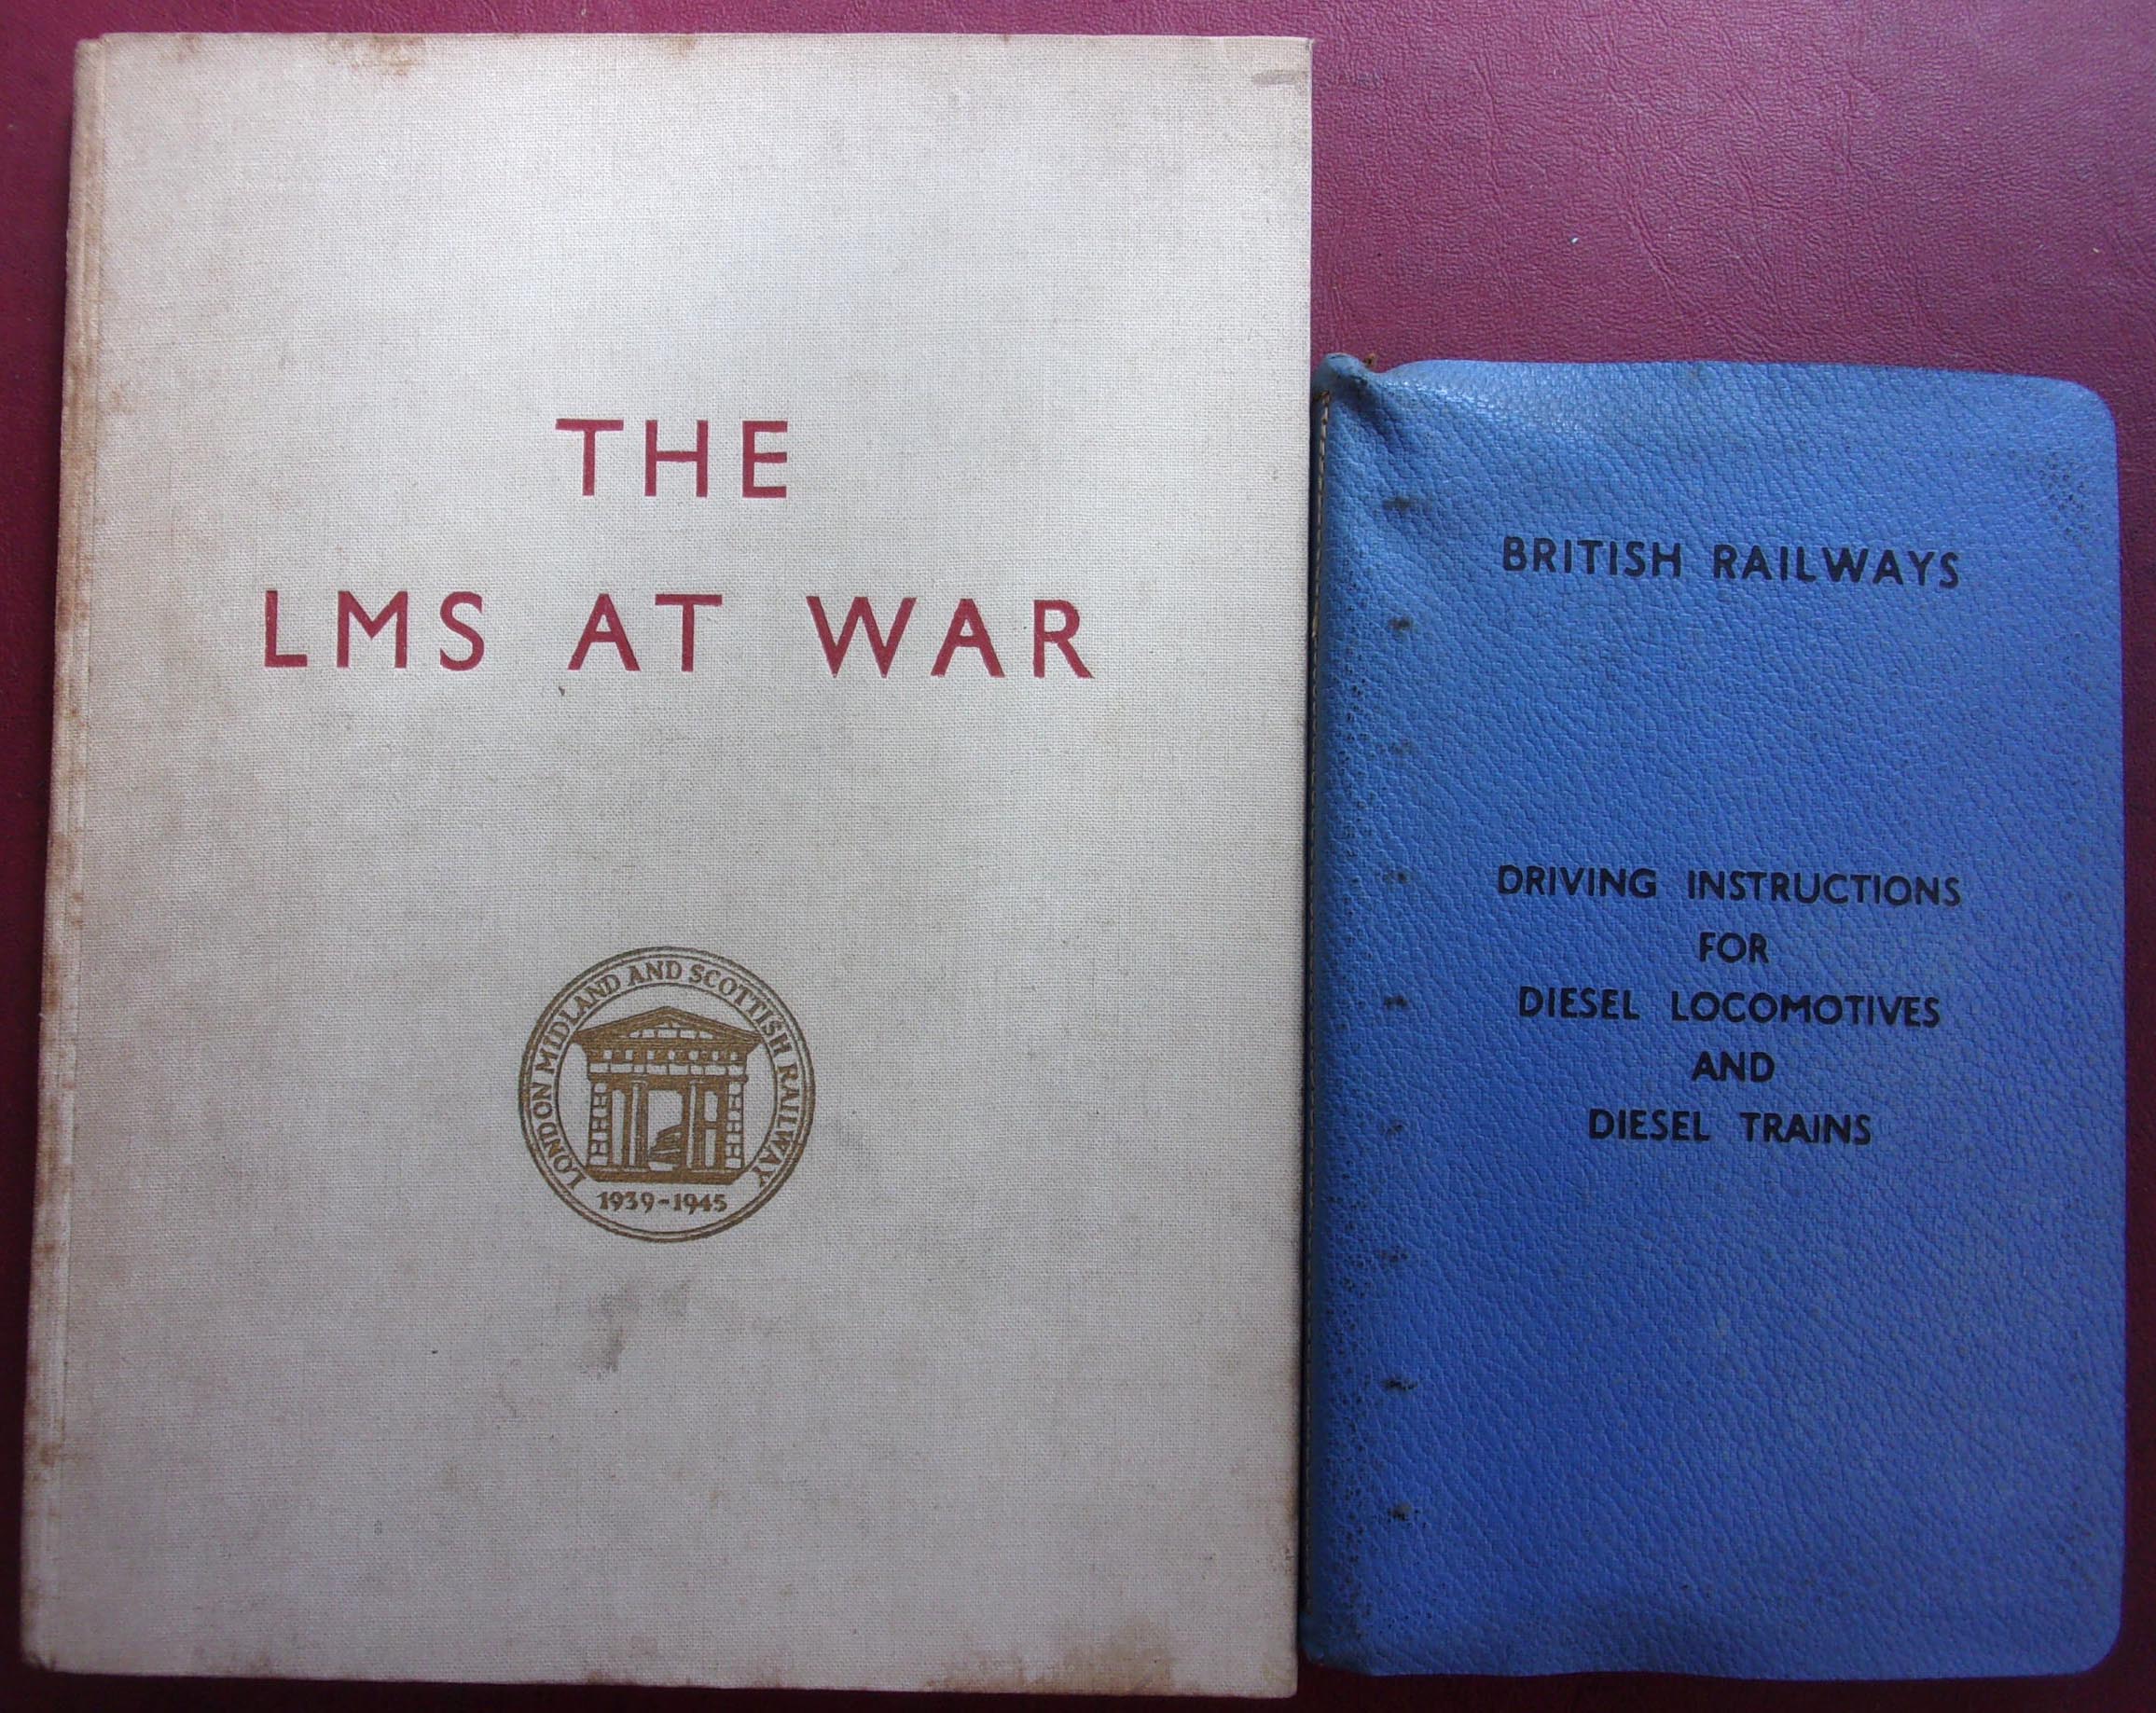 THE
LMS AT WAR
LONDON MIDLAND AND SCOTTISH RAILWAY
1939-1945
BRITISH RAILWAYS
DRIVING INSTRUCTIONS
FOR
DIESEL LOCOMOTIVES
AND
DIESEL TRAINS